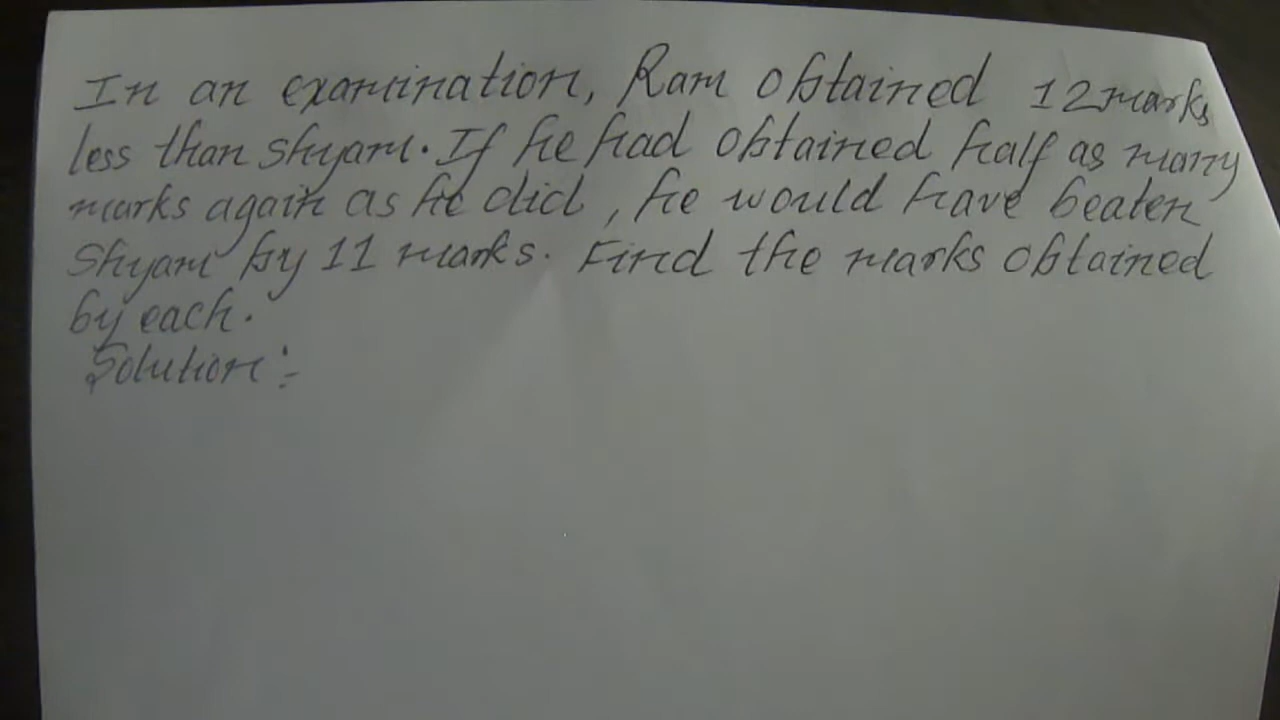 In an examination, Ram obtained 12 marks
less than Shyam. If he had obtained half as many
marks again as he did, he would have beaten
Shyam by 11 marks. Find the marks obtained
by each.
Solution:-